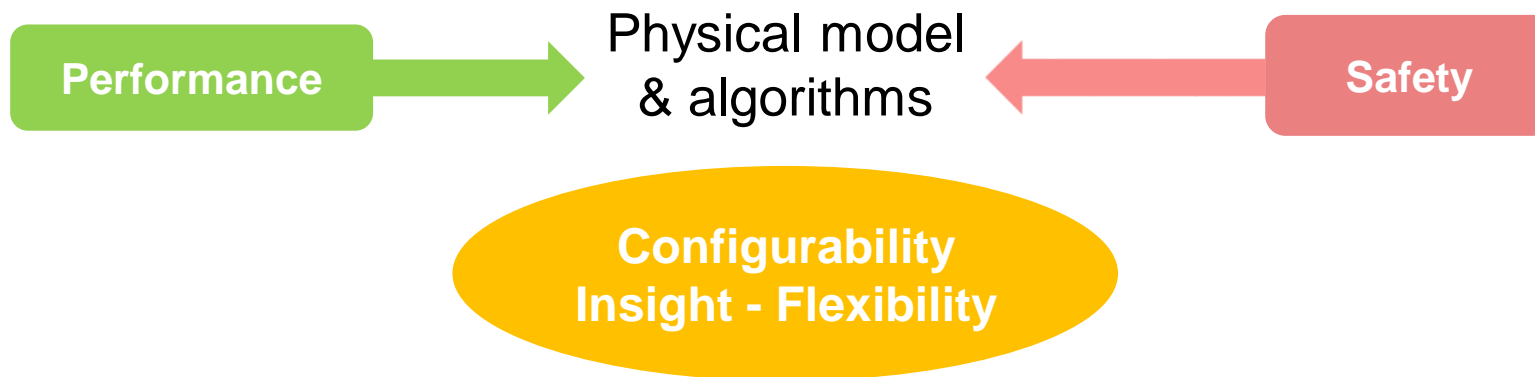 Performance
Physical model
& algorithms
Safety
Configurability
Insight - Flexibility